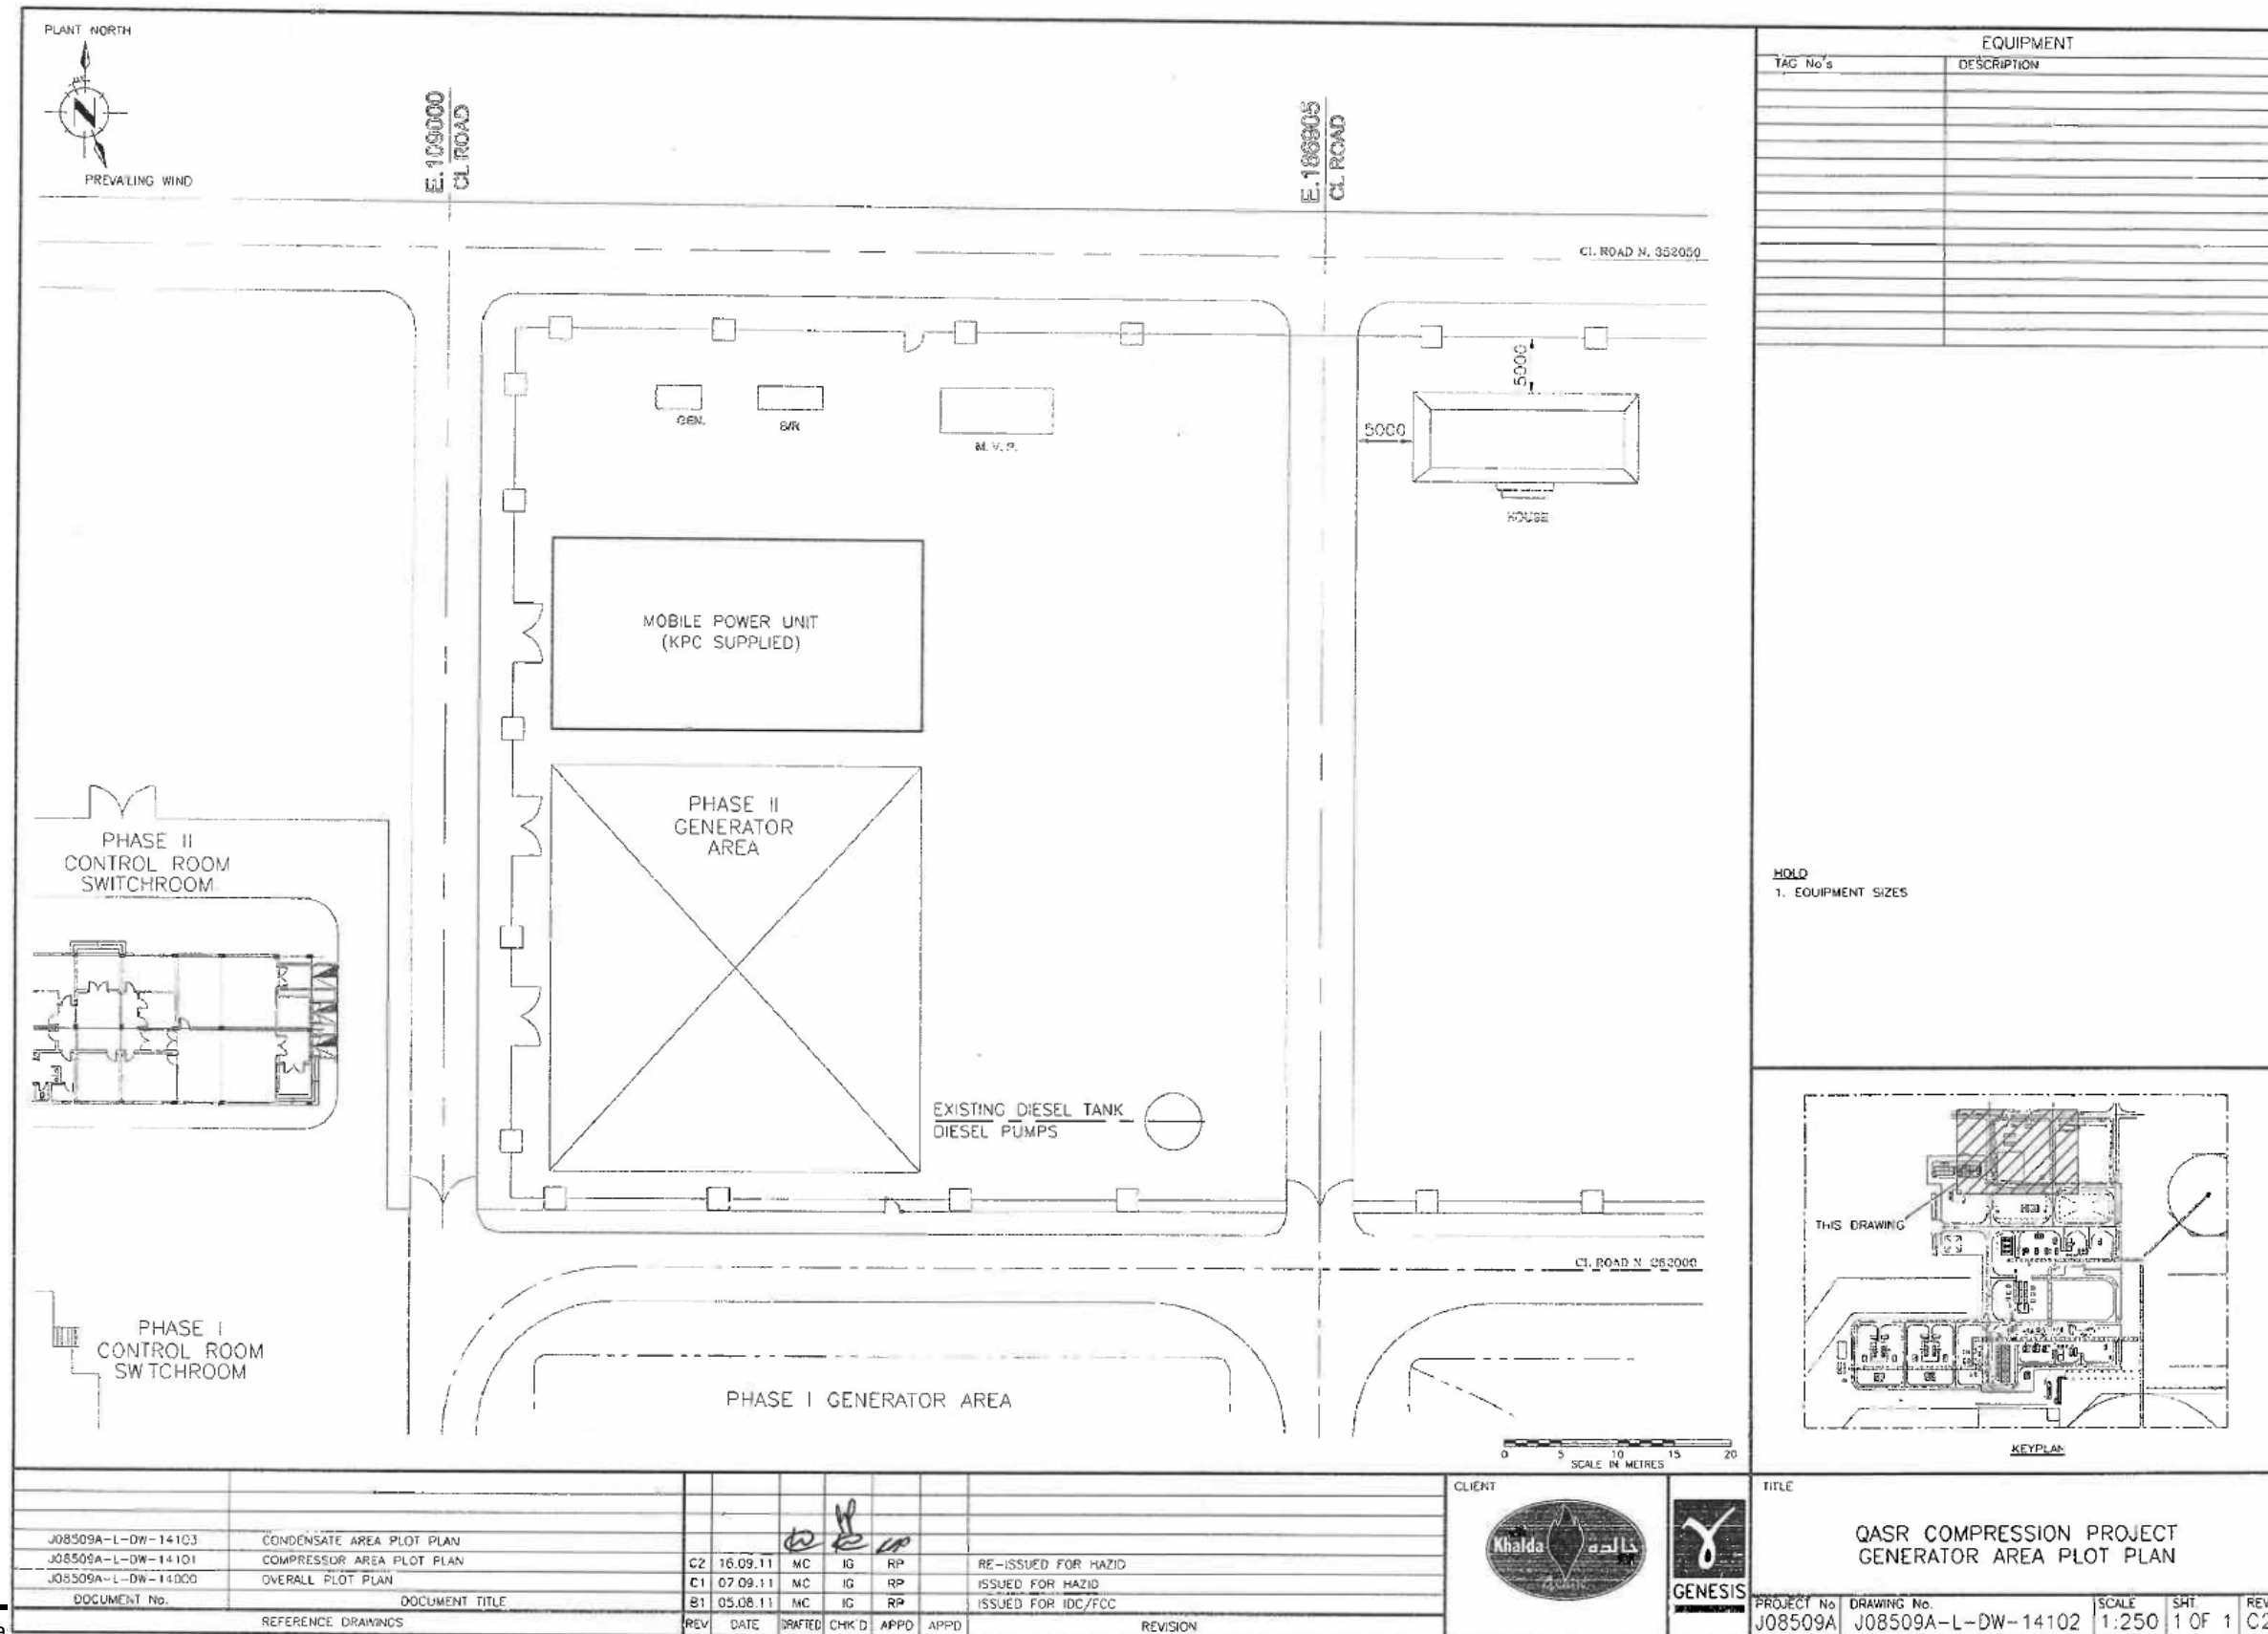 PLANT NORTH
N
PREVAILING WIND
E.109000
CL ROAD
E.186905
CL ROAD
CL ROAD N. 352050
GEN.
S/R
M.V.P.
5000
5000
HOUSE
MOBILE POWER UNIT
(KPC SUPPLIED)
PHASE II
GENERATOR
AREA
PHASE II
CONTROL ROOM
SWITCHROOM
EXISTING DIESEL TANK
DIESEL PUMPS
PHASE I
CONTROL ROOM
SW TCHROOM
CL ROAD N
PHASE I GENERATOR AREA
0 5 10 15 20
SCALE IN METRES
EQUIPMENT
TAG No's DESCRIPTION
HOLD
1. EQUIPMENT SIZES
THIS DRAWING
KEYPLAN
J08509A-L-DW-14103 CONDENSATE AREA PLOT PLAN
J08509A-L-DW-14101 COMPRESSOR AREA PLOT PLAN
J08509A-L-DW-14000 OVERALL PLOT PLAN
DOCUMENT No. DOCUMENT TITLE
REFERENCE DRAWINGS
C2 16.09.11 MC IG RP RE-ISSUED FOR HAZID
C1 07.09.11 MC IG RP ISSUED FOR HAZID
B1 05.08.11 MC IG RP ISSUED FOR IDC/FCC
REV DATE DRAFTED CHK'D APPD APPD REVISION
CLIENT
Khalda خالدة
GENESIS
TITLE
QASR COMPRESSION PROJECT
GENERATOR AREA PLOT PLAN
PROJECT No DRAWING No. SCALE SHT. REV
J08509A J08509A-L-DW-14102 1:250 1 OF 1 C2